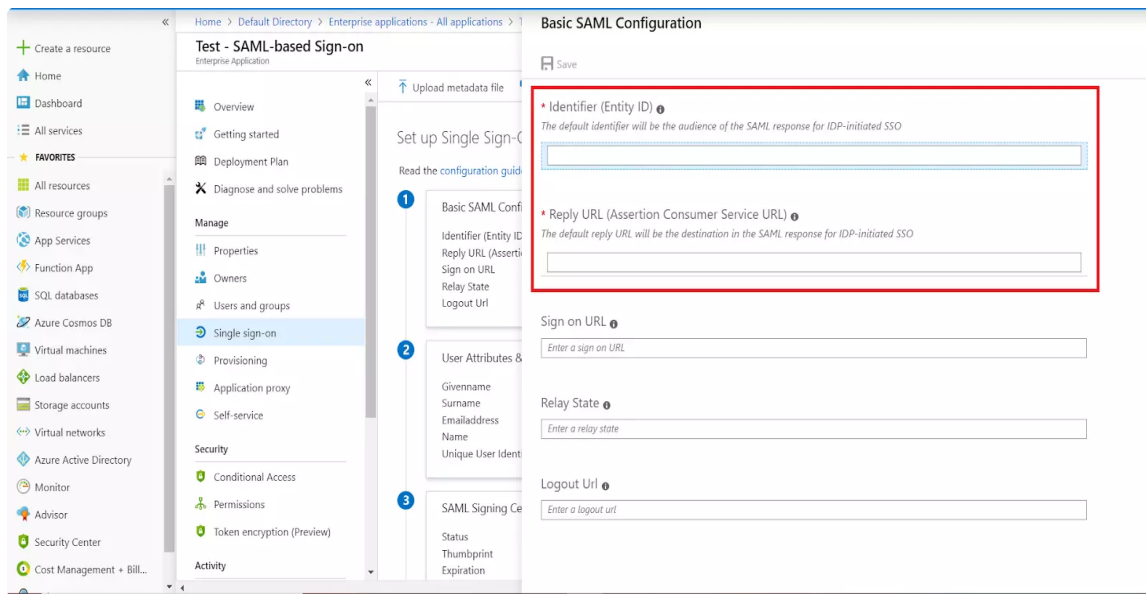 Create a resource
Home
Dashboard
All services
FAVORITES
All resources
Resource groups
App Services
Function App
SQL databases
Azure Cosmos DB
Virtual machines
Load balancers
Storage accounts
Virtual networks
Azure Active Directory
Monitor
Advisor
Security Center
Cost Management + Bill...
Home > Default Directory > Enterprise applications - All applications >
Test - SAML-based Sign-on
Enterprise Application
Overview
Getting started
Deployment Plan
Diagnose and solve problems
Manage
Properties
Owners
Users and groups
Single sign-on
Provisioning
Application proxy
Self-service
Security
Conditional Access
Permissions
Token encryption (Preview)
Activity
Upload metadata file
Set up Single Sign-O
Read the configuration guid
1
Basic SAML Confi
Identifier (Entity ID
Reply URL (Asserti
Sign on URL
Relay State
Logout Url
2
User Attributes &
Givenname
Surname
Emailaddress
Name
Unique User Identi
3
SAML Signing Ce
Status
Thumbprint
Expiration
Basic SAML Configuration
Save
* Identifier (Entity ID)
The default identifier will be the audience of the SAML response for IDP-initiated SSO
* Reply URL (Assertion Consumer Service URL)
The default reply URL will be the destination in the SAML response for IDP-initiated SSO
Sign on URL
Enter a sign on URL
Relay State
Enter a relay state
Logout Url
Enter a logout url